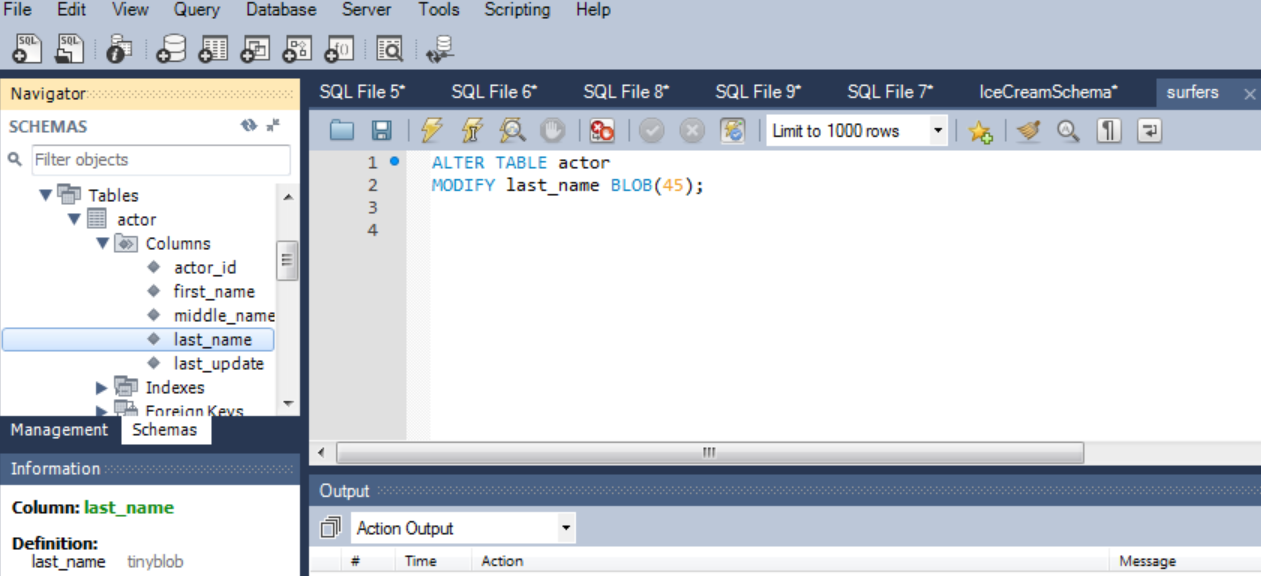 File Edit View Query Database Server Tools Scripting Help
SQL SQL
Navigator
SCHEMAS
Filter objects
Tables
actor
Columns
actor_id
first_name
middle_name
last_name
last_update
Indexes
Foreign Keys
Management Schemas
Information
Column: last_name
Definition:
last_name tinyblob
SQL File 5* SQL File 6* SQL File 8* SQL File 9* SQL File 7* IceCreamSchema* surfers
Limit to 1000 rows
1 ALTER TABLE actor
2 MODIFY last_name BLOB(45);
3
4
Output
Action Output
# Time Action Message